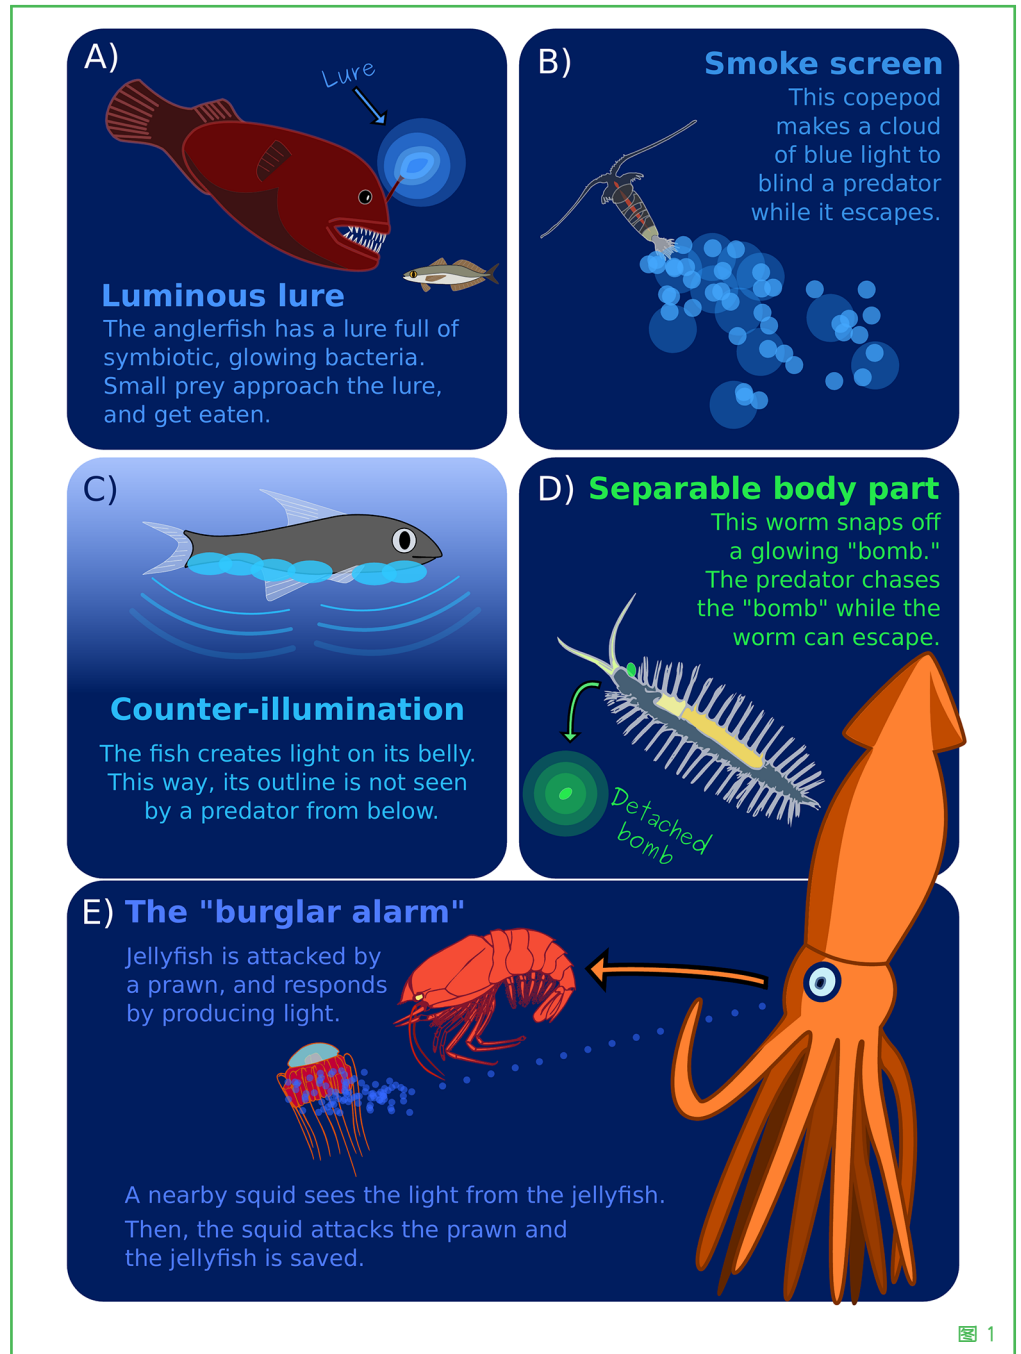 A)
Lure
Luminous lure
The anglerfish has a lure full of
symbiotic, glowing bacteria.
Small prey approach the lure,
and get eaten.
B)
Smoke screen
This copepod
makes a cloud
of blue light to
blind a predator
while it escapes.
C)
Counter-illumination
The fish creates light on its belly.
This way, its outline is not seen
by a predator from below.
D)
Separable body part
This worm snaps off
a glowing "bomb."
The predator chases
the "bomb" while the
worm can escape.
Detached
bomb
E)
The "burglar alarm"
Jellyfish is attacked by
a prawn, and responds
by producing light.
A nearby squid sees the light from the jellyfish.
Then, the squid attacks the prawn and
the jellyfish is saved.
图 1